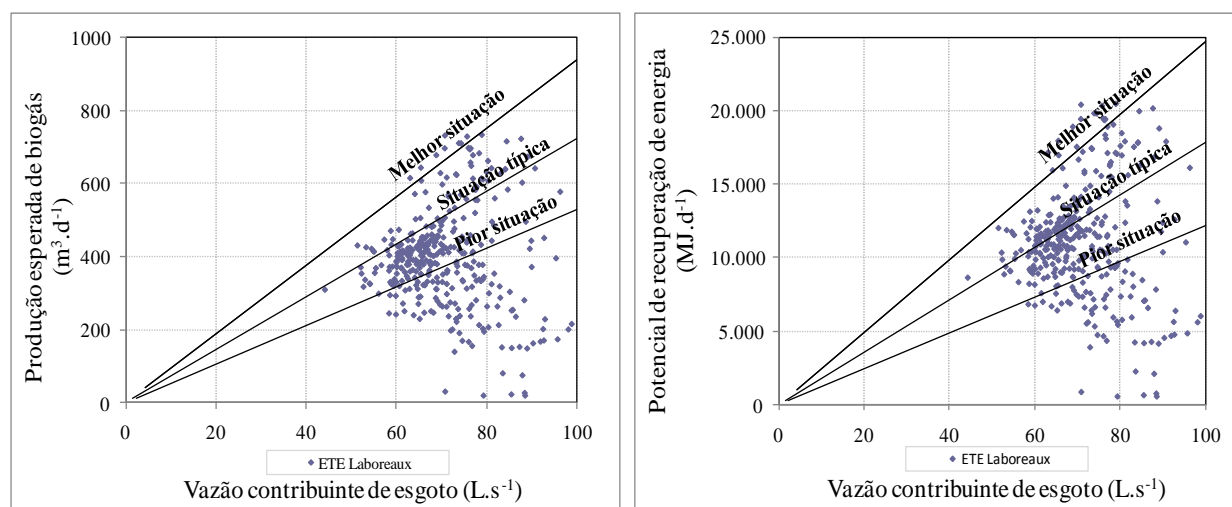 Produção esperada de biogás
(m³.d⁻¹)
1000
800
600
400
200
0
0
20
40
60
80
100
Melhor situação
Situação típica
Pior situação
ETE Laboreaux
Vazão contribuinte de esgoto (L.s⁻¹)
Potencial de recuperação de energia
(MJ.d⁻¹)
25.000
20.000
15.000
10.000
5.000
0
0
20
40
60
80
100
Melhor situação
Situação típica
Pior situação
ETE Laboreaux
Vazão contribuinte de esgoto (L.s⁻¹)